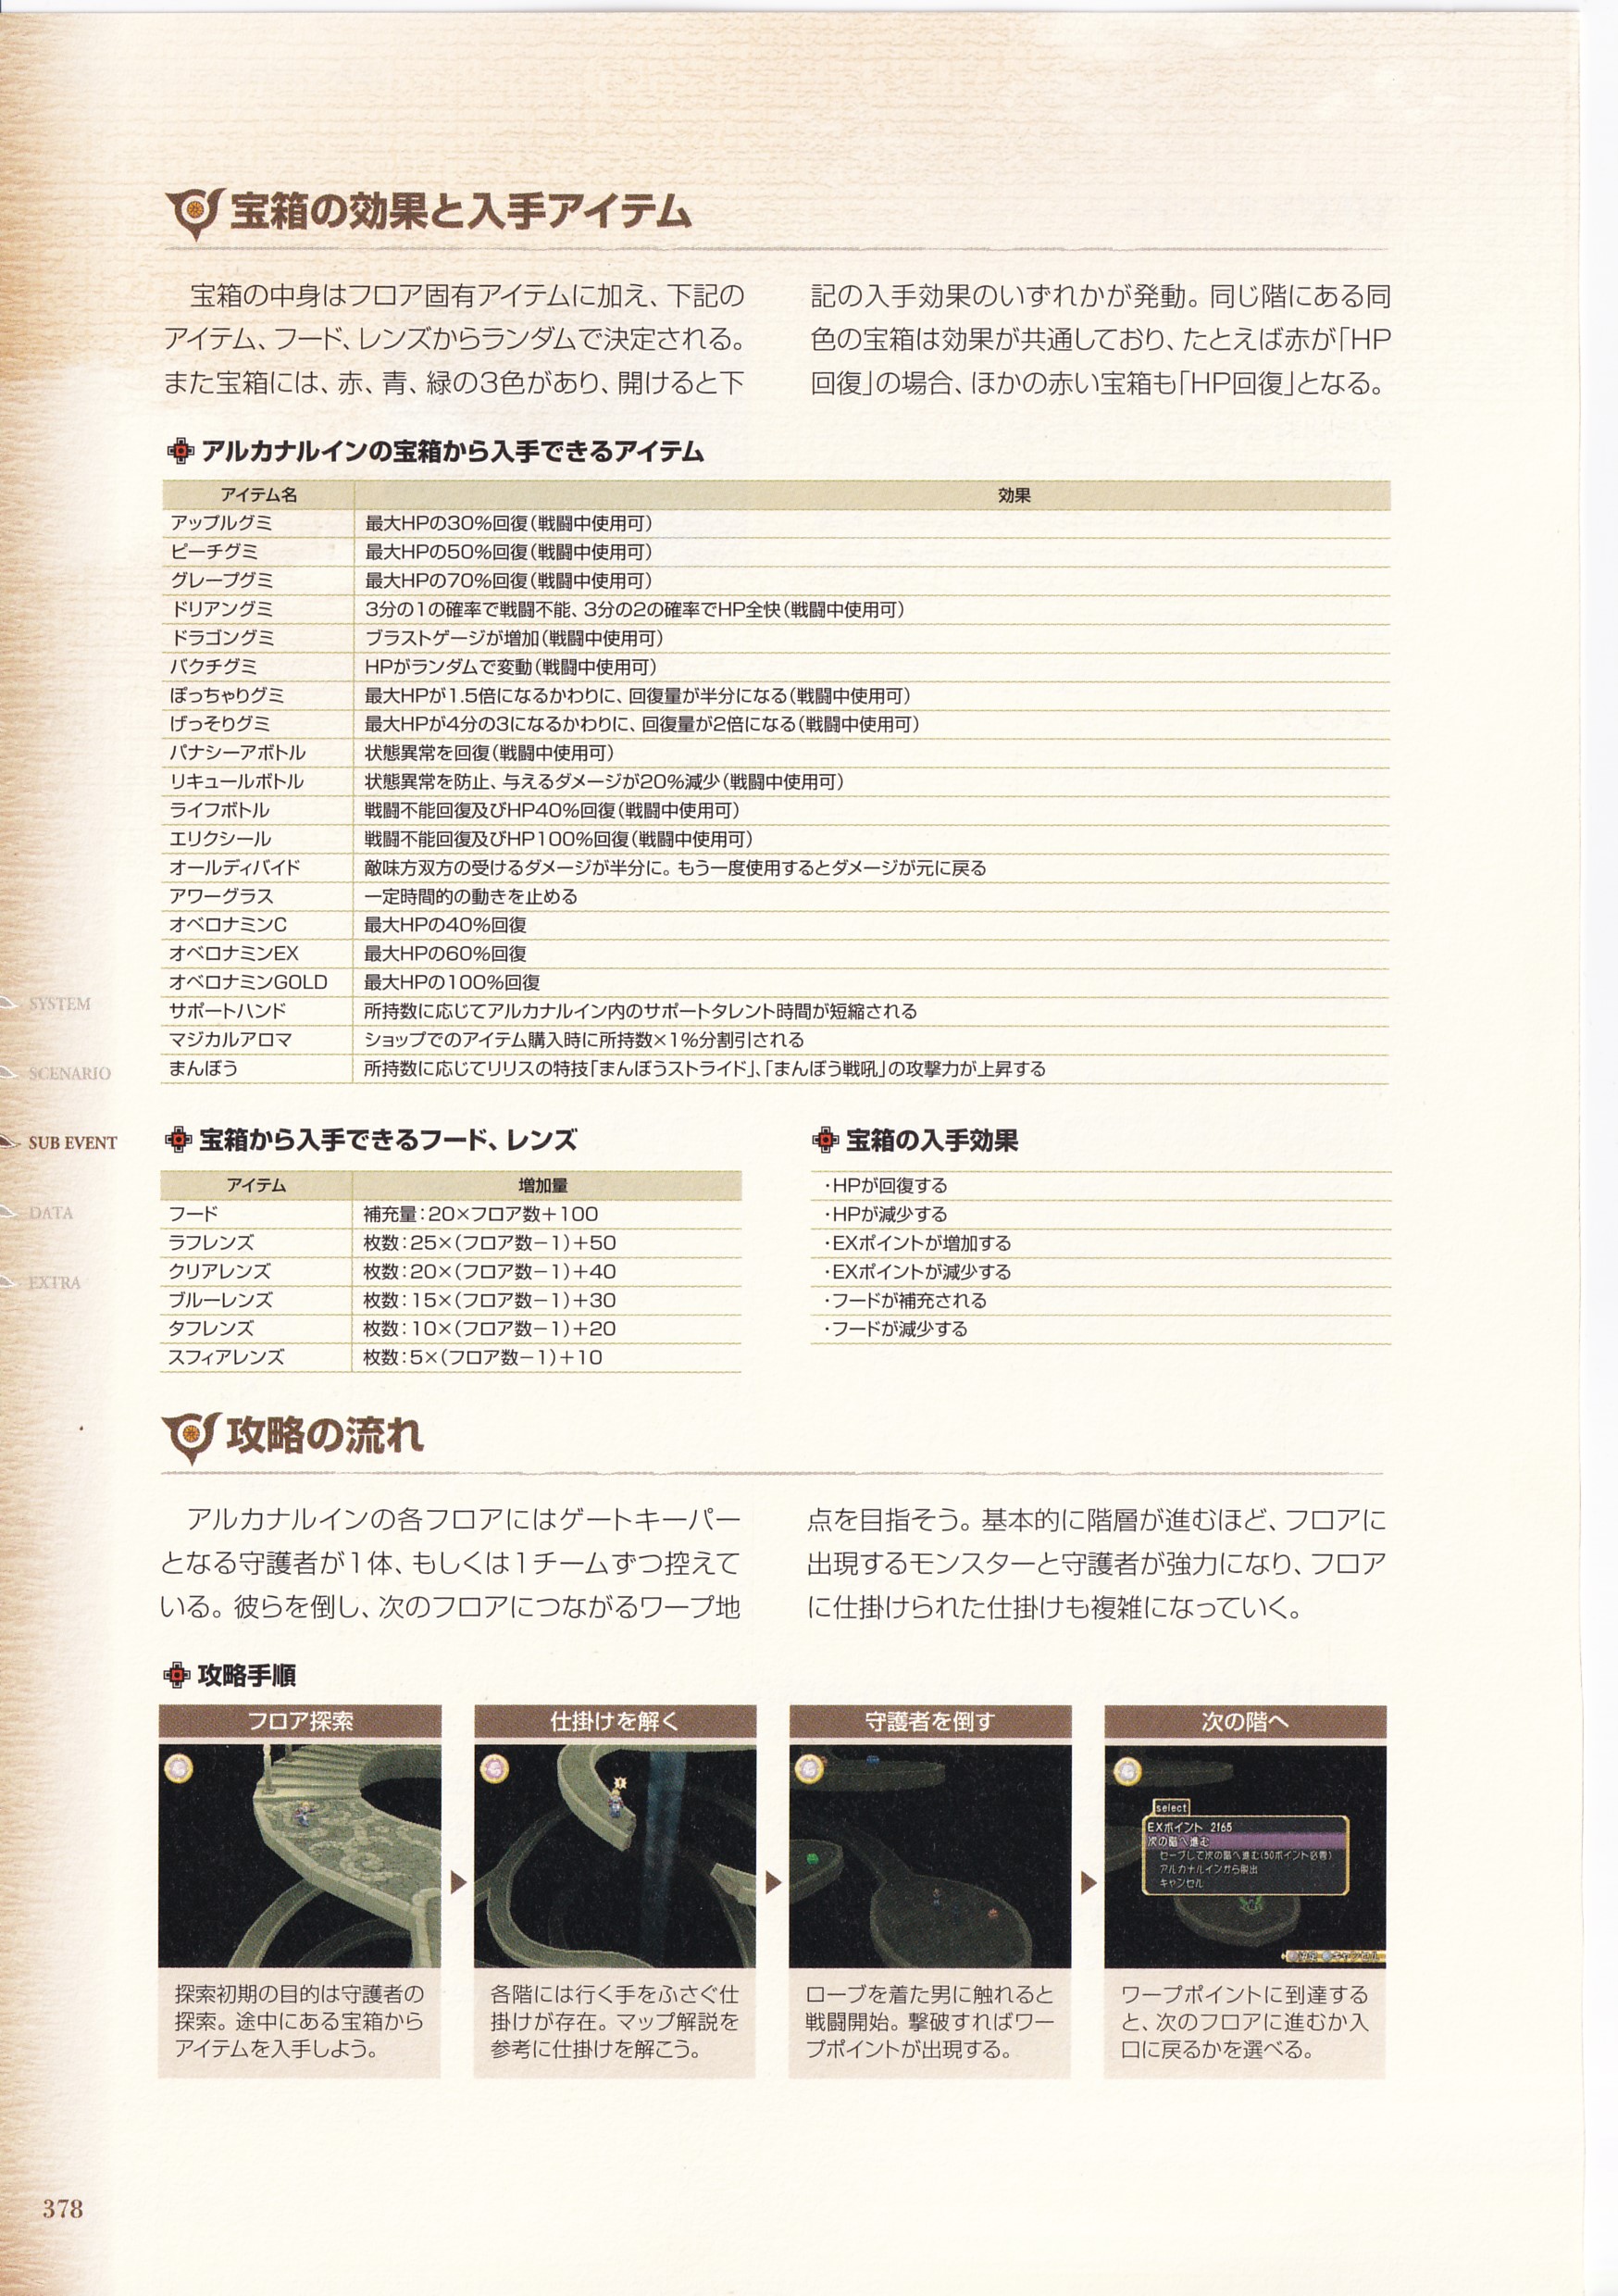 宝箱の効果と入手アイテム
宝箱の中身はフロア固有アイテムに加え、下記の
アイテム、フード、レンズからランダムで決定される。
また宝箱には、赤、青、緑の3色があり、開けると下
記の入手効果のいずれかが発動。同じ階にある同
色の宝箱は効果が共通しており、たとえば赤が「HP
回復」の場合、ほかの赤い宝箱も「HP回復」となる。
アルカナルインの宝箱から入手できるアイテム
アイテム名 効果
アップルグミ 最大HPの30%回復(戦闘中使用可)
ピーチグミ 最大HPの50%回復(戦闘中使用可)
グレープグミ 最大HPの70%回復(戦闘中使用可)
ドリアングミ 3分の1の確率で戦闘不能、3分の2の確率でHP全快(戦闘中使用可)
ドラゴングミ ブラストゲージが増加(戦闘中使用可)
バクチグミ HPがランダムで変動(戦闘中使用可)
ぽっちゃりグミ 最大HPが1.5倍になるかわりに、回復量が半分になる(戦闘中使用可)
げっそりグミ 最大HPが4分の3になるかわりに、回復量が2倍になる(戦闘中使用可)
パナシーアボトル 状態異常を回復(戦闘中使用可)
リキュールボトル 状態異常を防止、与えるダメージが20%減少(戦闘中使用可)
ライフボトル 戦闘不能回復及びHP40%回復(戦闘中使用可)
エリクシール 戦闘不能回復及びHP100%回復(戦闘中使用可)
オールディバイド 敵味方双方の受けるダメージが半分に。もう一度使用するとダメージが元に戻る
アワーグラス 一定時間的の動きを止める
オベロナミンC 最大HPの40%回復
オベロナミンEX 最大HPの60%回復
オベロナミンGOLD 最大HPの100%回復
サポートハンド 所持数に応じてアルカナルイン内のサポートタレント時間が短縮される
マジカルアロマ ショップでのアイテム購入時に所持数×1%分割引される
まんぼう 所持数に応じてリリスの特技「まんぼうストライド」、「まんぼう戦吼」の攻撃力が上昇する
SYSTEM
SCENARIO
SUB EVENT
DATA
EXTRA
宝箱から入手できるフード、レンズ
アイテム 増加量
フード 補充量:20×フロア数+100
ラフレンズ 枚数:25×(フロア数−1)+50
クリアレンズ 枚数:20×(フロア数−1)+40
ブルーレンズ 枚数:15×(フロア数−1)+30
タフレンズ 枚数:10×(フロア数−1)+20
スフィアレンズ 枚数:5×(フロア数−1)+10
宝箱の入手効果
・HPが回復する
・HPが減少する
・EXポイントが増加する
・EXポイントが減少する
・フードが補充される
・フードが減少する
攻略の流れ
アルカナルインの各フロアにはゲートキーパー
となる守護者が1体、もしくは1チームずつ控えて
いる。彼らを倒し、次のフロアにつながるワープ地
点を目指そう。基本的に階層が進むほど、フロアに
出現するモンスターと守護者が強力になり、フロア
に仕掛けられた仕掛けも複雑になっていく。
攻略手順
フロア探索
探索初期の目的は守護者の
探索。途中にある宝箱から
アイテムを入手しよう。
仕掛けを解く
各階には行く手をふさぐ仕
掛けが存在。マップ解説を
参考に仕掛けを解こう。
守護者を倒す
ローブを着た男に触れると
戦闘開始。撃破すればワー
プポイントが出現する。
次の階へ
select
EXポイント 2165
次の階へ進む
セーブして次の階へ進む(50ポイント必要)
アルカナルインから脱出
キャンセル
ワープポイントに到達する
と、次のフロアに進むか入
口に戻るかを選べる。
378